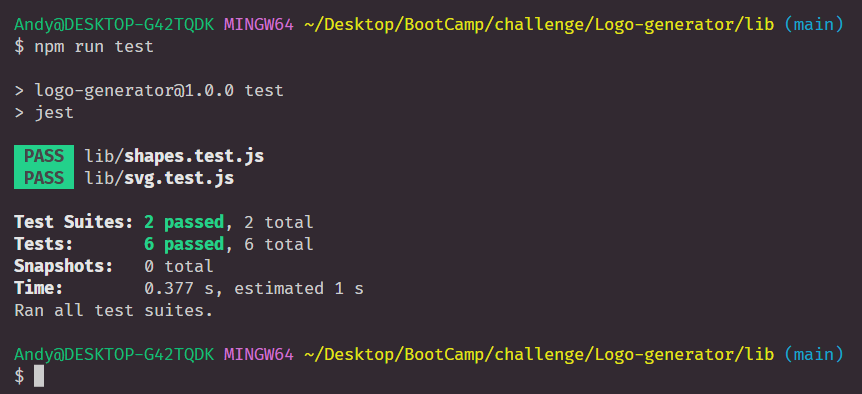 Andy@DESKTOP-G42TQDK MINGW64 ~/Desktop/BootCamp/challenge/Logo-generator/lib (main)
$ npm run test
> logo-generator@1.0.0 test
> jest
PASS lib/shapes.test.js
PASS lib/svg.test.js
Test Suites: 2 passed, 2 total
Tests: 6 passed, 6 total
Snapshots: 0 total
Time: 0.377 s, estimated 1 s
Ran all test suites.
Andy@DESKTOP-G42TQDK MINGW64 ~/Desktop/BootCamp/challenge/Logo-generator/lib (main)
$